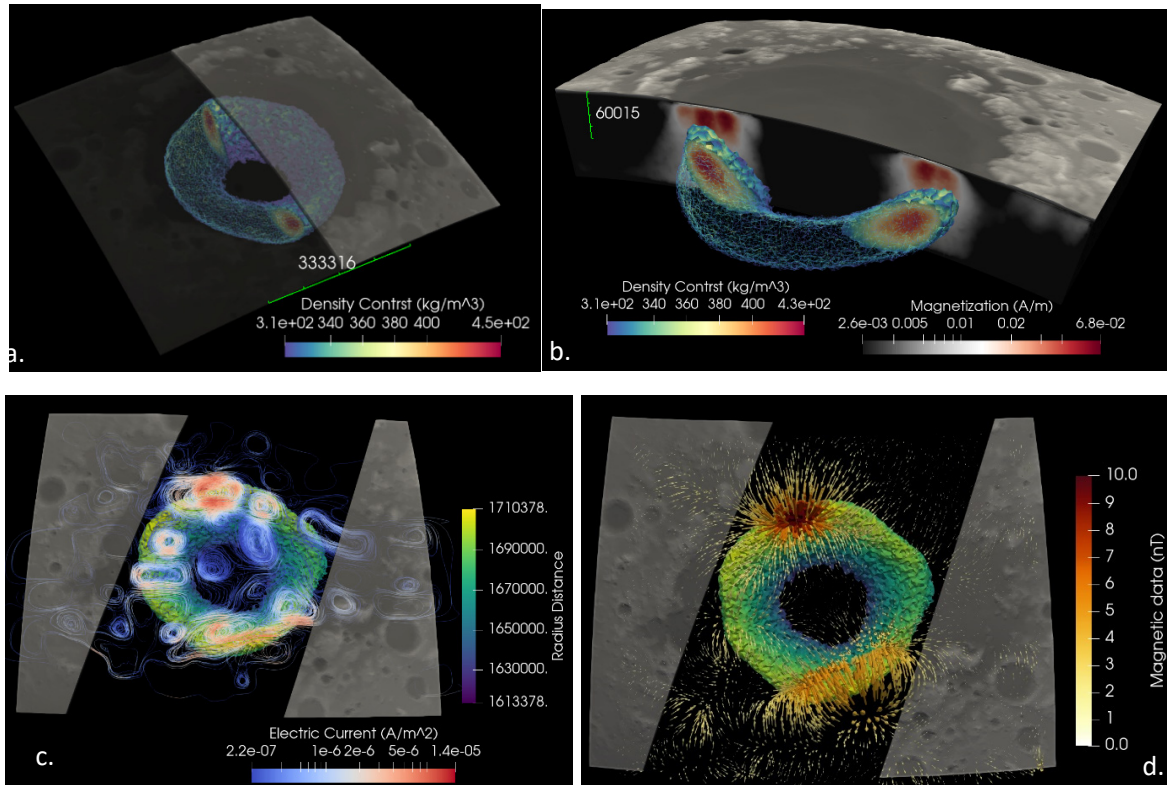 333316
Density Contrst (kg/m^3)
3.1e+02 340 360 380 400 4.5e+02
a.
60015
Density Contrst (kg/m^3)
3.1e+02 340 360 380 400 4.3e+02
Magnetization (A/m)
2.6e-03 0.005 0.01 0.02 6.8e-02
b.
1710378.
1690000.
1670000.
1650000.
1630000.
1613378.
Radius Distance
Electric Current (A/m^2)
2.2e-07 1e-6 2e-6 5e-6 1.4e-05
c.
10.0
9
8
7
6
5
4
3
2
1
0.0
Magnetic data (nT)
d.